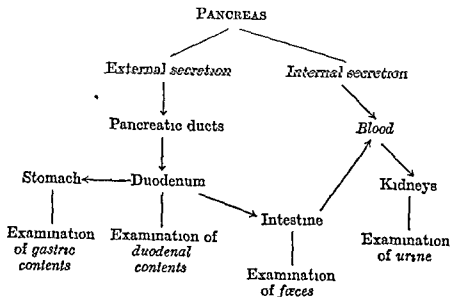 PANCREAS
External secretion
Internal secretion
Pancreatic ducts
Blood
Stomach
Duodenum
Kidneys
Intestine
Examination
of gastric
contents
Examination of
duodenal
contents
Examination
of urine
Examination
of fæces